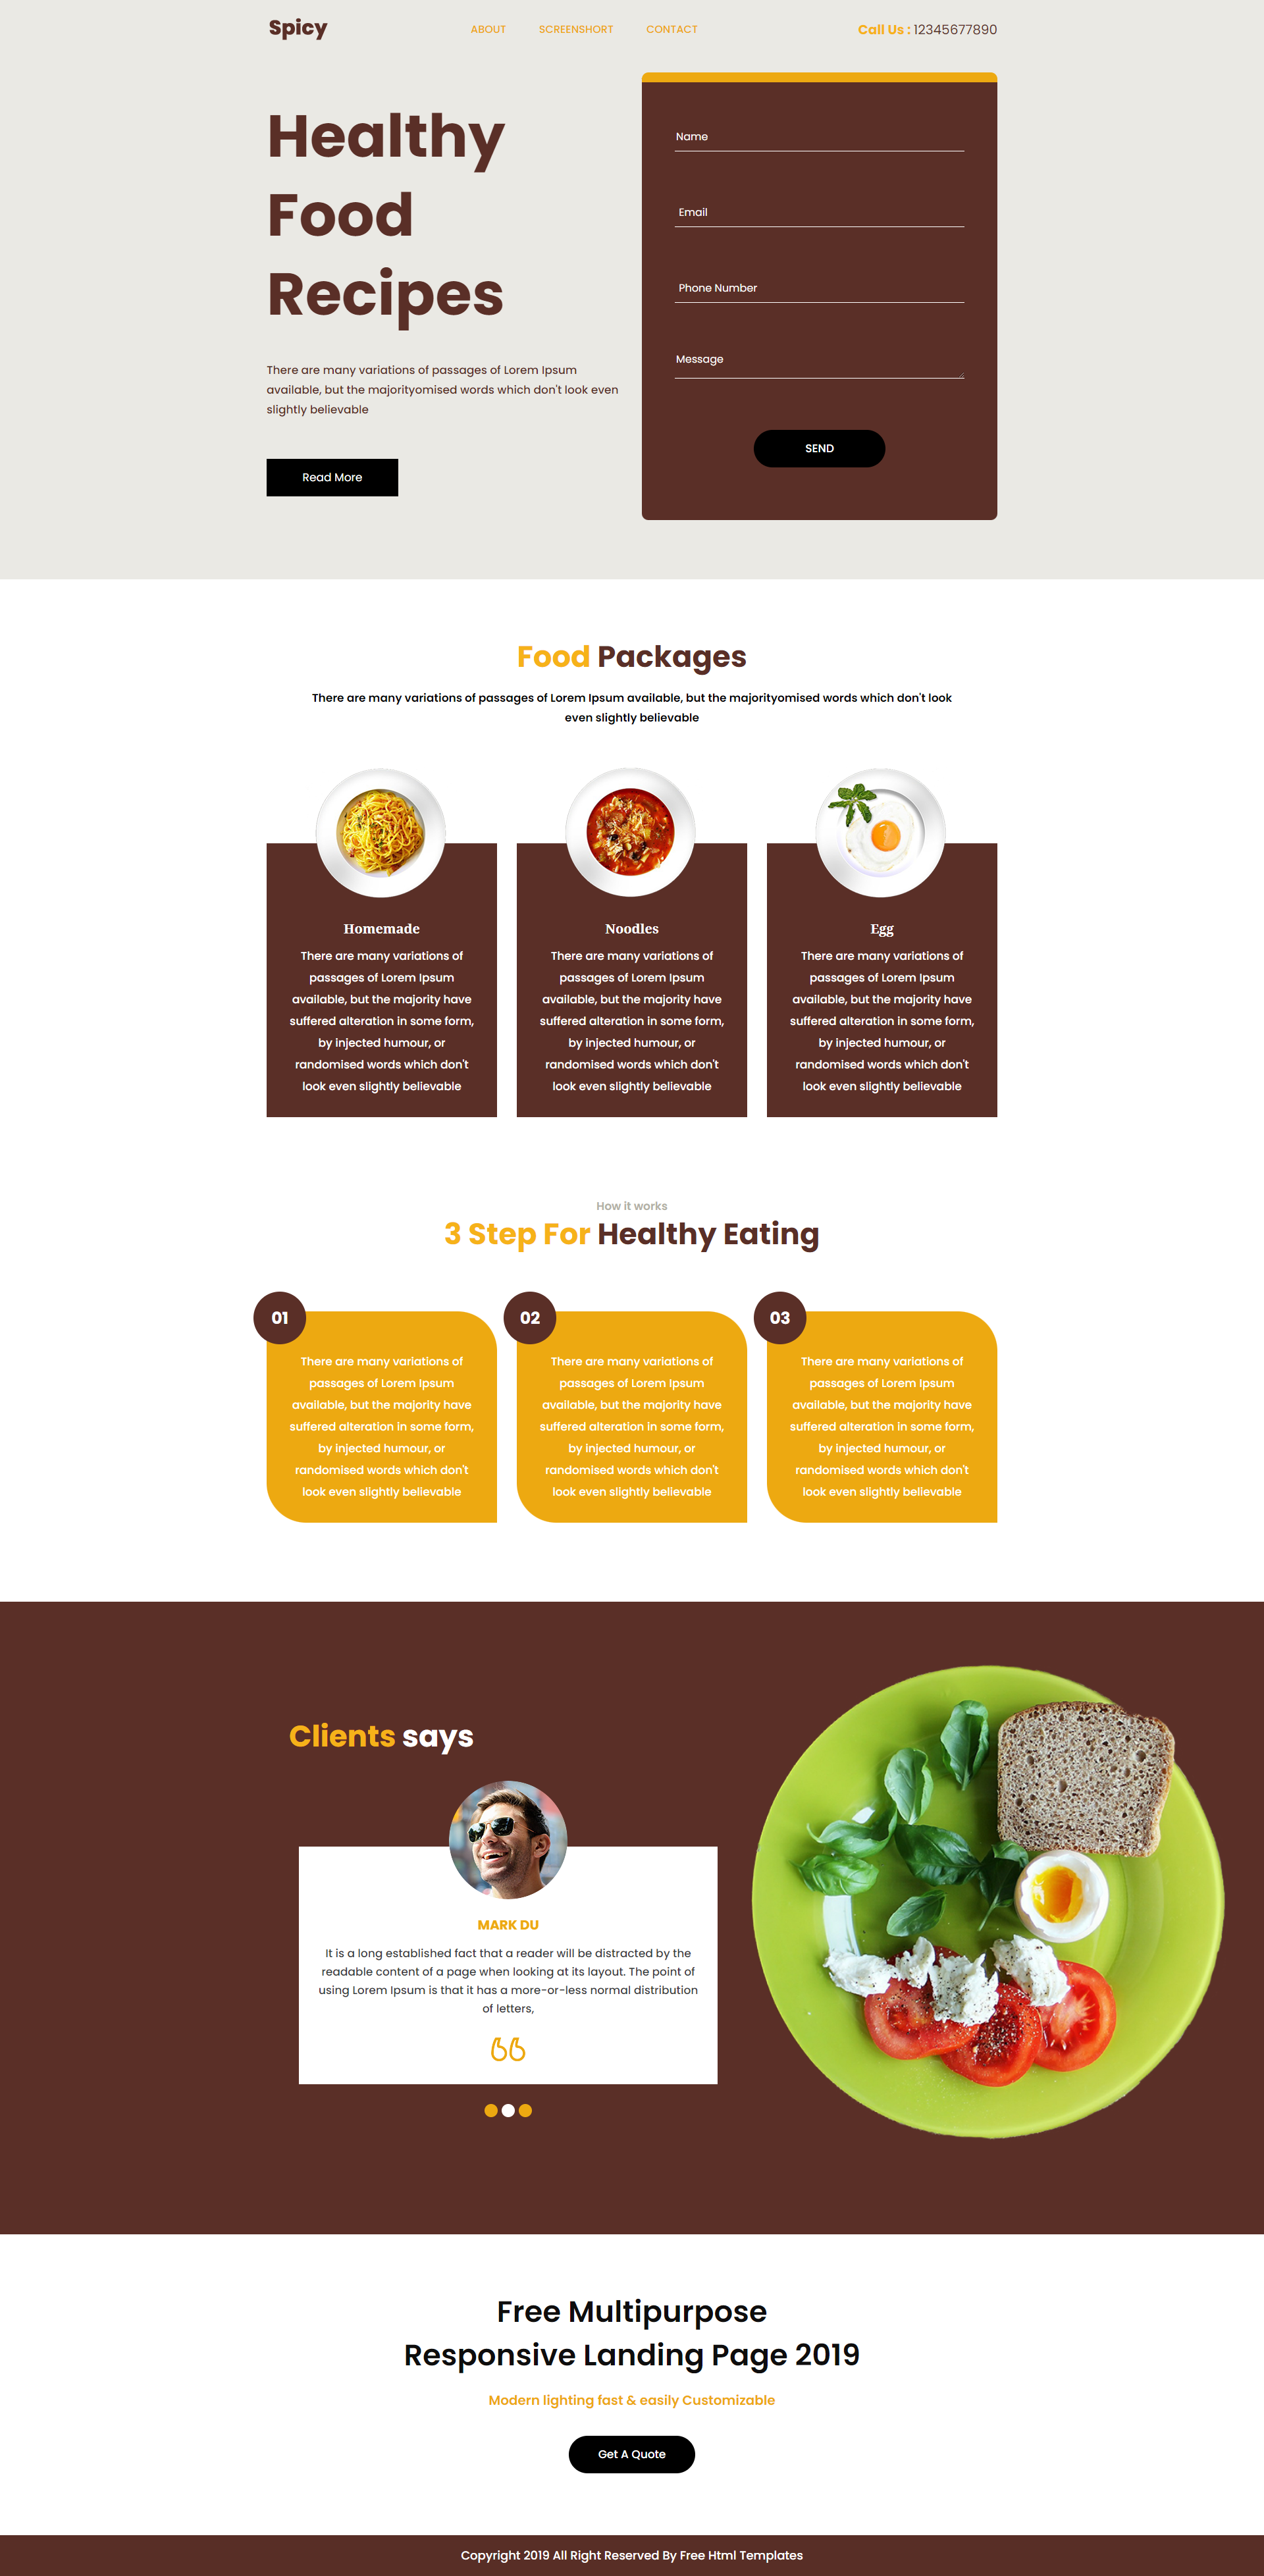 Spicy
ABOUT
SCREENSHORT
CONTACT
Call Us : 12345677890
Healthy
Food
Recipes
There are many variations of passages of Lorem Ipsum
available, but the majorityomised words which don't look even
slightly believable
Read More
Name
Email
Phone Number
Message
SEND
Food Packages
There are many variations of passages of Lorem Ipsum available, but the majorityomised words which don't look
even slightly believable
Homemade
There are many variations of
passages of Lorem Ipsum
available, but the majority have
suffered alteration in some form,
by injected humour, or
randomised words which don't
look even slightly believable
Noodles
There are many variations of
passages of Lorem Ipsum
available, but the majority have
suffered alteration in some form,
by injected humour, or
randomised words which don't
look even slightly believable
Egg
There are many variations of
passages of Lorem Ipsum
available, but the majority have
suffered alteration in some form,
by injected humour, or
randomised words which don't
look even slightly believable
How it works
3 Step For Healthy Eating
01
There are many variations of
passages of Lorem Ipsum
available, but the majority have
suffered alteration in some form,
by injected humour, or
randomised words which don't
look even slightly believable
02
There are many variations of
passages of Lorem Ipsum
available, but the majority have
suffered alteration in some form,
by injected humour, or
randomised words which don't
look even slightly believable
03
There are many variations of
passages of Lorem Ipsum
available, but the majority have
suffered alteration in some form,
by injected humour, or
randomised words which don't
look even slightly believable
Clients says
MARK DU
It is a long established fact that a reader will be distracted by the
readable content of a page when looking at its layout. The point of
using Lorem Ipsum is that it has a more-or-less normal distribution
of letters,
Free Multipurpose
Responsive Landing Page 2019
Modern lighting fast & easily Customizable
Get A Quote
Copyright 2019 All Right Reserved By Free Html Templates